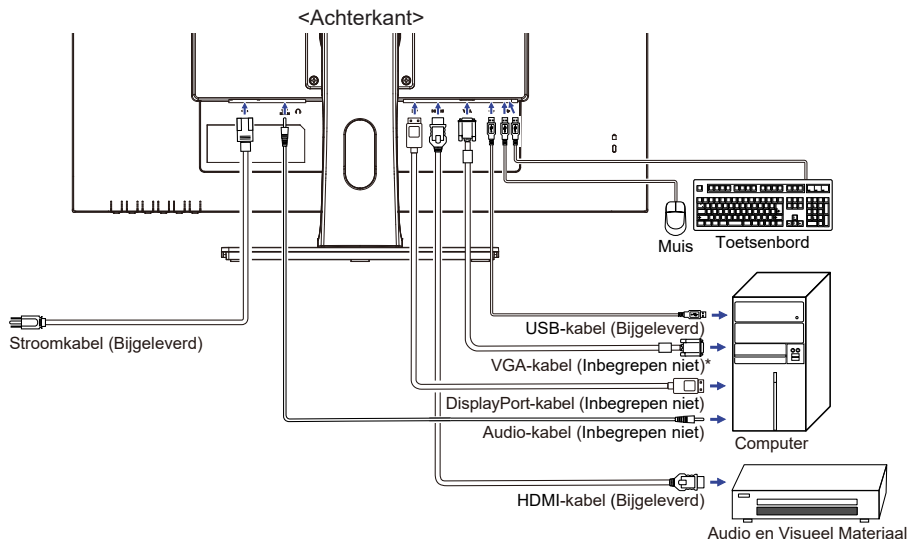 <Achterkant>
Muis
Toetsenbord
USB-kabel (Bijgeleverd)
Stroomkabel (Bijgeleverd)
VGA-kabel (Inbegrepen niet)*
DisplayPort-kabel (Inbegrepen niet)
Audio-kabel (Inbegrepen niet)
Computer
HDMI-kabel (Bijgeleverd)
Audio en Visueel Materiaal